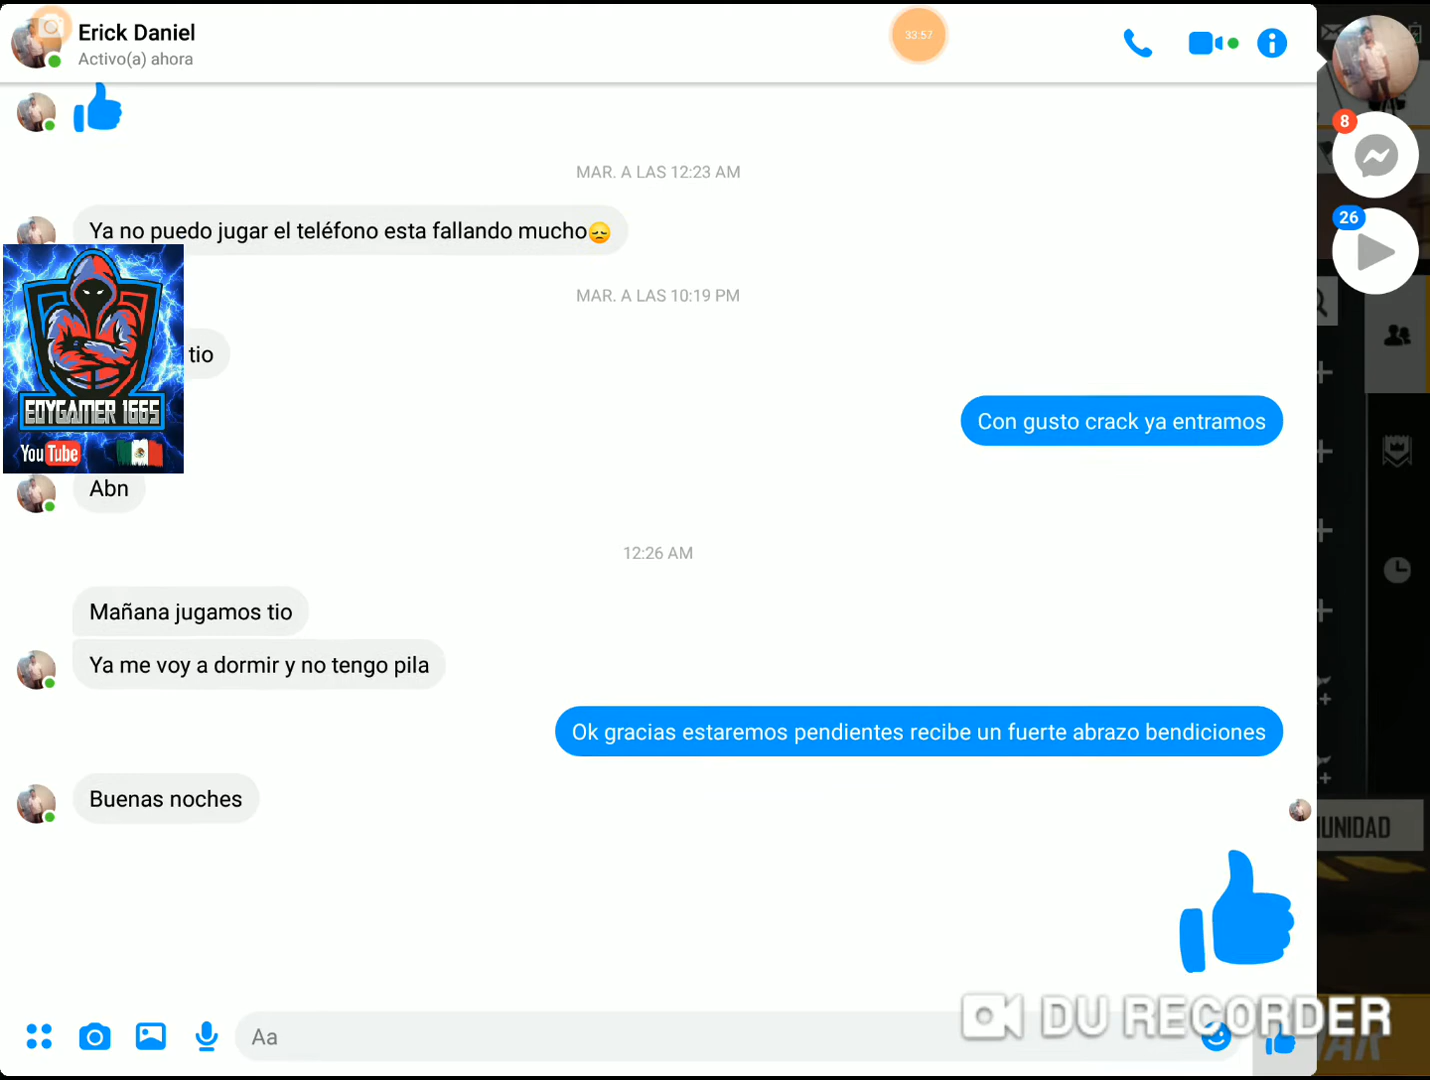 Erick Daniel
Activo(a) ahora
33:57
8
26
MAR. A LAS 12:23 AM
Ya no puedo jugar el teléfono esta fallando mucho😞
MAR. A LAS 10:19 PM
tio
EDYGAMER 1665
YouTube
Con gusto crack ya entramos
Abn
12:26 AM
Mañana jugamos tio
Ya me voy a dormir y no tengo pila
Ok gracias estaremos pendientes recibe un fuerte abrazo bendiciones
Buenas noches
UNIDAD
DU RECORDER
Aa